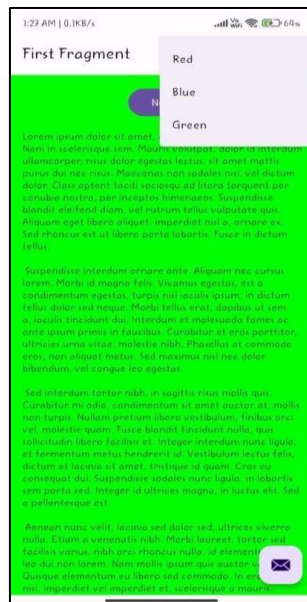 1:27 AM | 0.1KB/s
64%
First Fragment
Red
Blue
Green
Lorem ipsum dolor sit amet,
Nam in scelerisque sem. Mauris volutpat, dolor id interdum
ullamcorper, risus dolor egestas lectus, sit amet mattis
purus dui nec risus. Maecenas non sodales nisi, vel dictum
dolor. Class aptent taciti sociosqu ad litora torquent per
conubia nostra, per inceptos himenaeos. Suspendisse
blandit eleifend diam, vel rutrum tellus vulputate quis.
Aliquam eget libero aliquet, imperdiet nisl a, ornare ex.
Sed rhoncus est ut libero porta lobortis. Fusce in dictum
tellus.
Suspendisse interdum ornare ante. Aliquam nec cursus
lorem. Morbi id magna felis. Vivamus egestas, est a
condimentum egestas, turpis nisl iaculis ipsum, in dictum
tellus dolor sed neque. Morbi tellus erat, dapibus ut sem
a, iaculis tincidunt dui. Interdum et malesuada fames ac
ante ipsum primis in faucibus. Curabitur et eros porttitor,
ultricies urna vitae, molestie nibh. Phasellus at commodo
eros, non aliquet metus. Sed maximus nisl nec dolor
bibendum, vel congue leo egestas.
Sed interdum tortor nibh, in sagittis risus mollis quis.
Curabitur mi odio, condimentum sit amet auctor at, mollis
non turpis. Nullam pretium libero vestibulum, finibus orci
vel, molestie quam. Fusce blandit tincidunt nulla, quis
sollicitudin libero facilisis et. Integer interdum nunc ligula,
et fermentum metus hendrerit id. Vestibulum lectus felis,
dictum at lacinia sit amet, tristique id quam. Cras eu
consequat dui. Suspendisse sodales nunc ligula, in lobortis
sem porta sed. Integer id ultrices magna, in luctus elit. Sed
a pellentesque est.
Aenean nunc velit, lacinia sed dolor sed, ultrices viverra
nulla. Etiam a venenatis nibh. Morbi laoreet, tortor sed
facilisis varius, nibh orci rhoncus nulla, id element
leo dui non lorem. Nam mollis ipsum quis auctor
Quisque elementum eu libero sed commodo. In er
nisi, imperdiet vel imperdiet et, scelerisque a mauris.